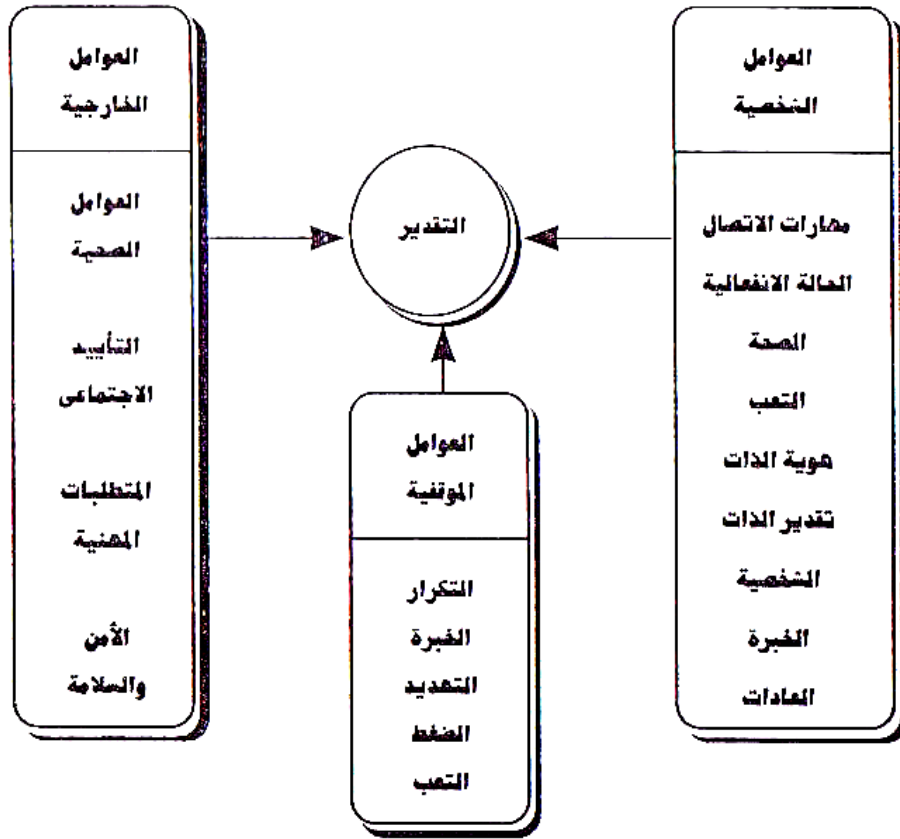 العوامل
الشخصية
مهارات الاتصال
الحالة الانفعالية
الصحة
التعب
هوية الذات
تقدير الذات
الشخصية
الخبرة
العادات
التقدير
العوامل
الموقفية
التكرار
الخبرة
التهديد
الضغط
التعب
العوامل
الخارجية
العوامل
الصحية
التأييد
الاجتماعى
المتطلبات
المهنية
الأمن
والسلامة